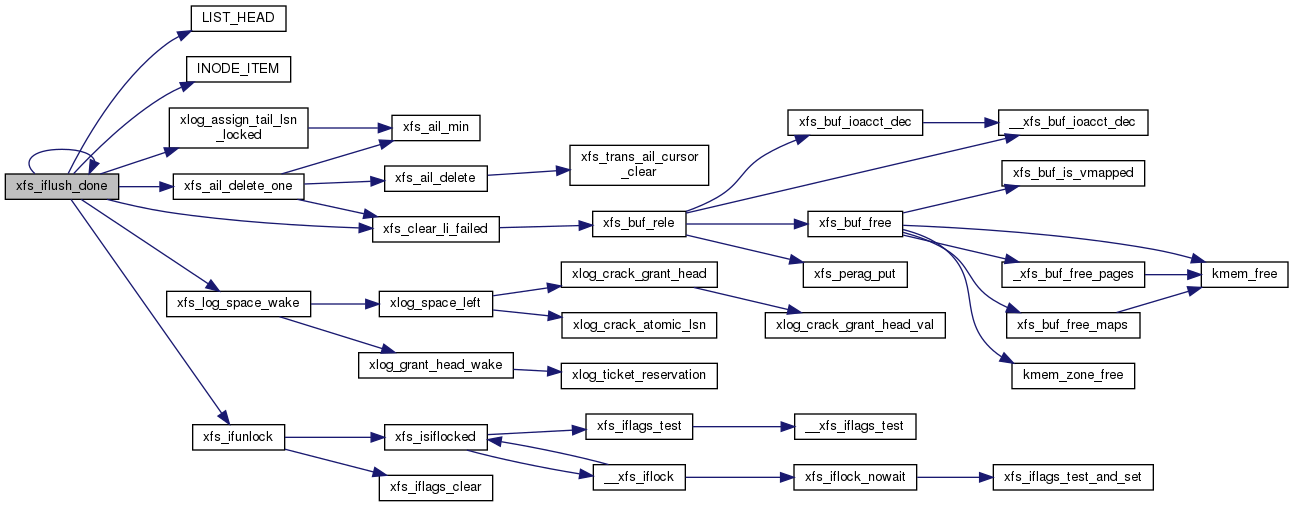 LIST_HEAD
INODE_ITEM
xlog_assign_tail_lsn
_locked
xfs_ail_min
xfs_buf_ioacct_dec
__xfs_buf_ioacct_dec
xfs_iflush_done
xfs_ail_delete_one
xfs_ail_delete
xfs_trans_ail_cursor
_clear
xfs_buf_is_vmapped
xfs_clear_li_failed
xfs_buf_rele
xfs_buf_free
xfs_perag_put
_xfs_buf_free_pages
kmem_free
xfs_log_space_wake
xlog_space_left
xlog_crack_grant_head
xlog_crack_atomic_lsn
xlog_crack_grant_head_val
xfs_buf_free_maps
xlog_grant_head_wake
xlog_ticket_reservation
kmem_zone_free
xfs_ifunlock
xfs_isiflocked
xfs_iflags_test
__xfs_iflags_test
xfs_iflags_clear
__xfs_iflock
xfs_iflock_nowait
xfs_iflags_test_and_set